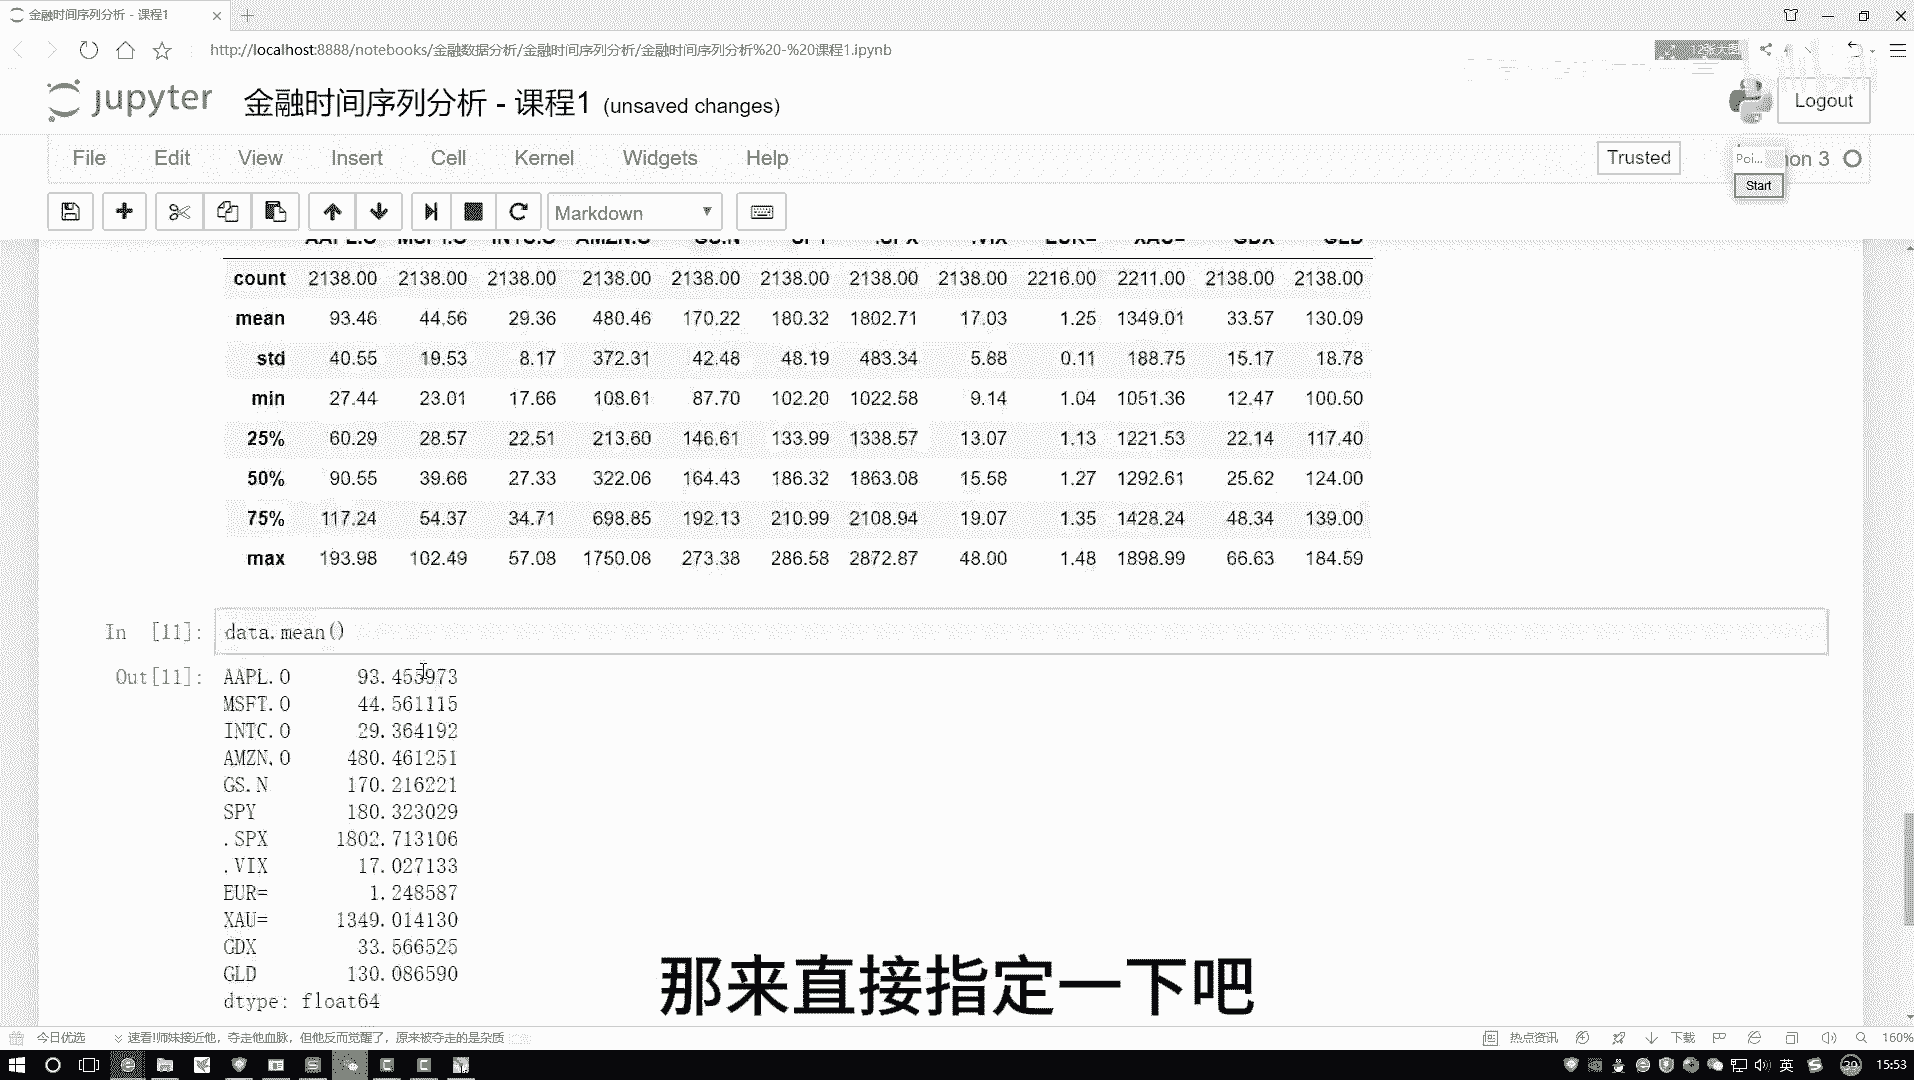 金融时间序列分析 - 课程1
http://localhost:8888/notebooks/金融数据分析/金融时间序列分析/金融时间序列分析%20-%20课程1.ipynb
12张大图
jupyter 金融时间序列分析 - 课程1 (unsaved changes)
Logout
File Edit View Insert Cell Kernel Widgets Help
Trusted
Poi... hon 3
Start
Markdown
AAPL.O MSFT.O INTC.O AMZN.O GS.N SPY .SPX .VIX EUR= XAU= GDX GLD
count 2138.00 2138.00 2138.00 2138.00 2138.00 2138.00 2138.00 2138.00 2216.00 2211.00 2138.00 2138.00
mean 93.46 44.56 29.36 480.46 170.22 180.32 1802.71 17.03 1.25 1349.01 33.57 130.09
std 40.55 19.53 8.17 372.31 42.48 48.19 483.34 5.88 0.11 188.75 15.17 18.78
min 27.44 23.01 17.66 108.61 87.70 102.20 1022.58 9.14 1.04 1051.36 12.47 100.50
25% 60.29 28.57 22.51 213.60 146.61 133.99 1338.57 13.07 1.13 1221.53 22.14 117.40
50% 90.55 39.66 27.33 322.06 164.43 186.32 1863.08 15.58 1.27 1292.61 25.62 124.00
75% 117.24 54.37 34.71 698.85 192.13 210.99 2108.94 19.07 1.35 1428.24 48.34 139.00
max 193.98 102.49 57.08 1750.08 273.38 286.58 2872.87 48.00 1.48 1898.99 66.63 184.59
In [11]: data.mean()
Out[11]: AAPL.O 93.455973
MSFT.O 44.561115
INTC.O 29.364192
AMZN.O 480.461251
GS.N 170.216221
SPY 180.323029
.SPX 1802.713106
.VIX 17.027133
EUR= 1.248587
XAU= 1349.014130
GDX 33.566525
GLD 130.086590
dtype: float64
那来直接指定一下吧
今日优选 速看!师妹接近他，夺走他血脉，但他反而觉醒了，原来被夺走的是杂质
热点资讯 下载 160%
英 39 15:53